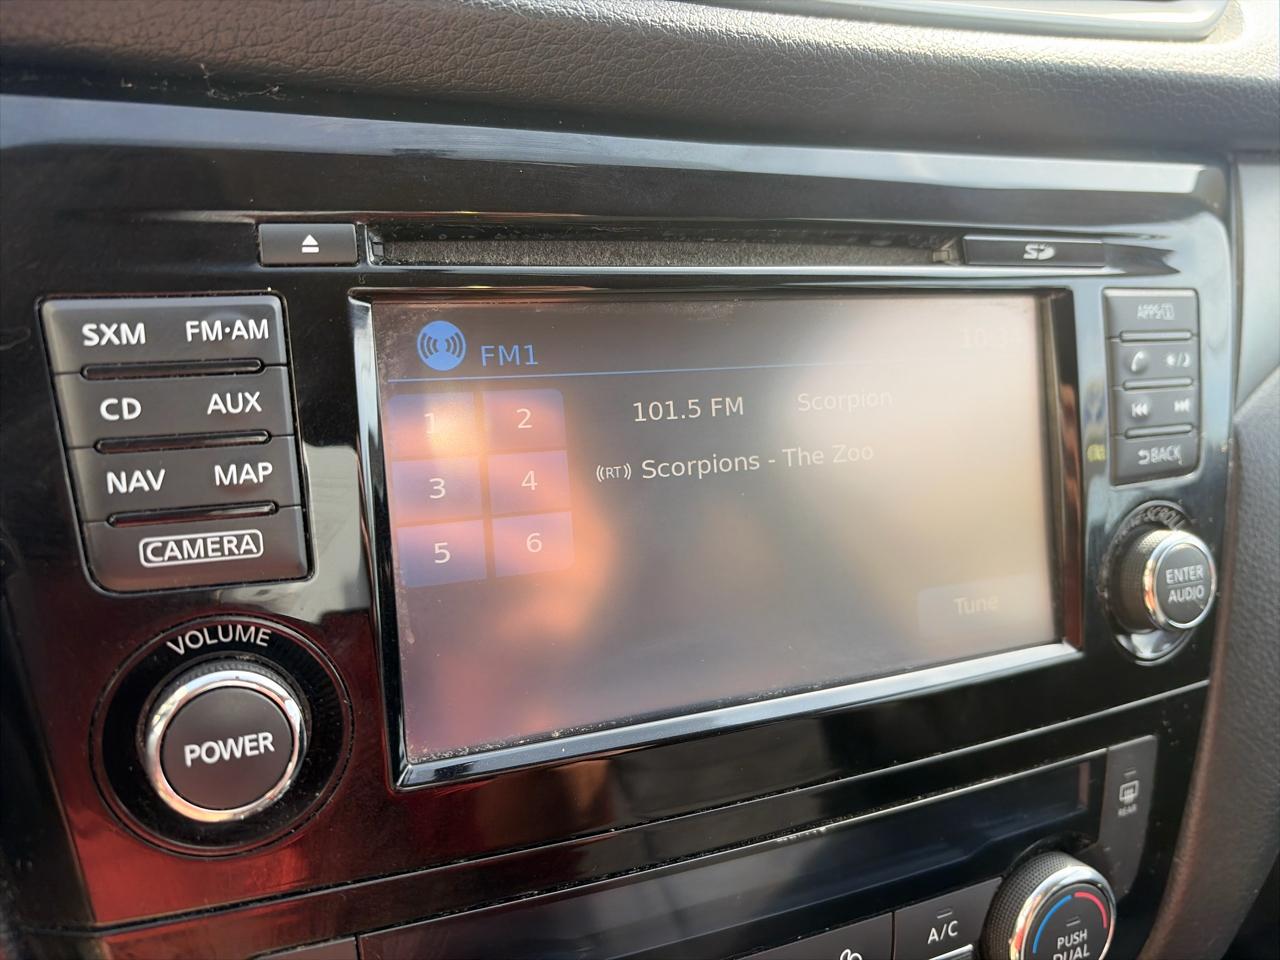 SD
SXM FM·AM
CD AUX
NAV MAP
CAMERA
VOLUME
POWER
FM1
1 2
3 4
5 6
101.5 FM Scorpion
((RT)) Scorpions - The Zoo
Tune
BACK
ENTER
AUDIO
REAR
A/C
PUSH
DUAL